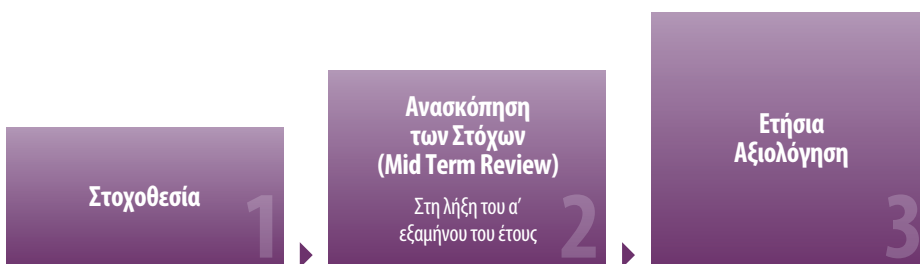 Στοχοθεσία
1
Ανασκόπηση
των Στόχων
(Mid Term Review)
Στη λήξη του α’
εξαμήνου του έτους
2
Ετήσια
Αξιολόγηση
3